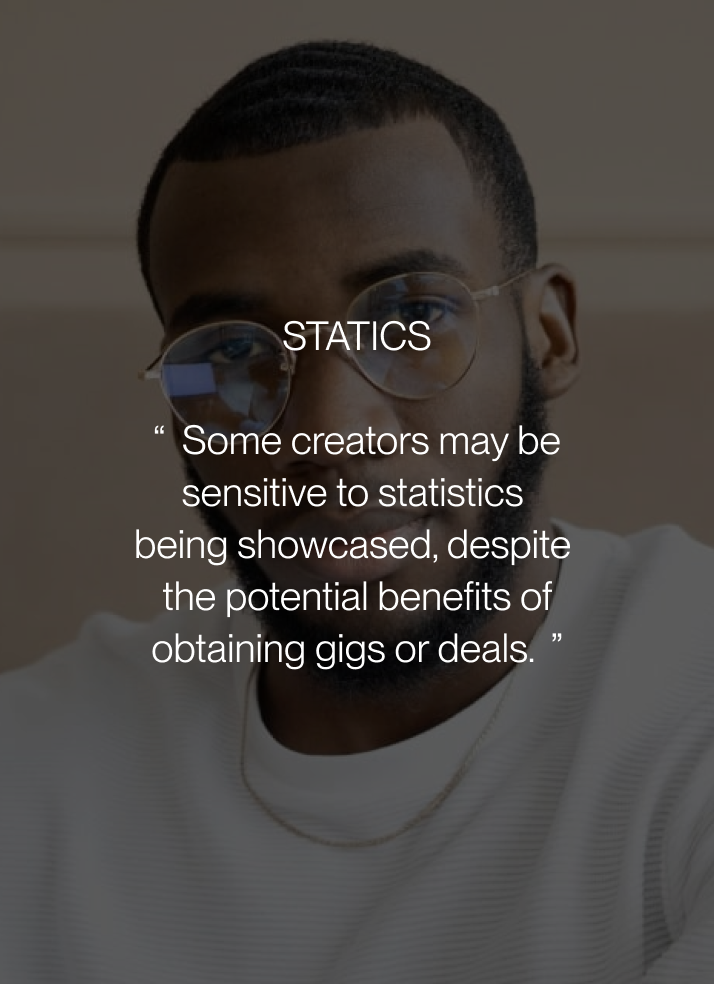 STATICS
“ Some creators may be
sensitive to statistics
being showcased, despite
the potential benefits of
obtaining gigs or deals. ”